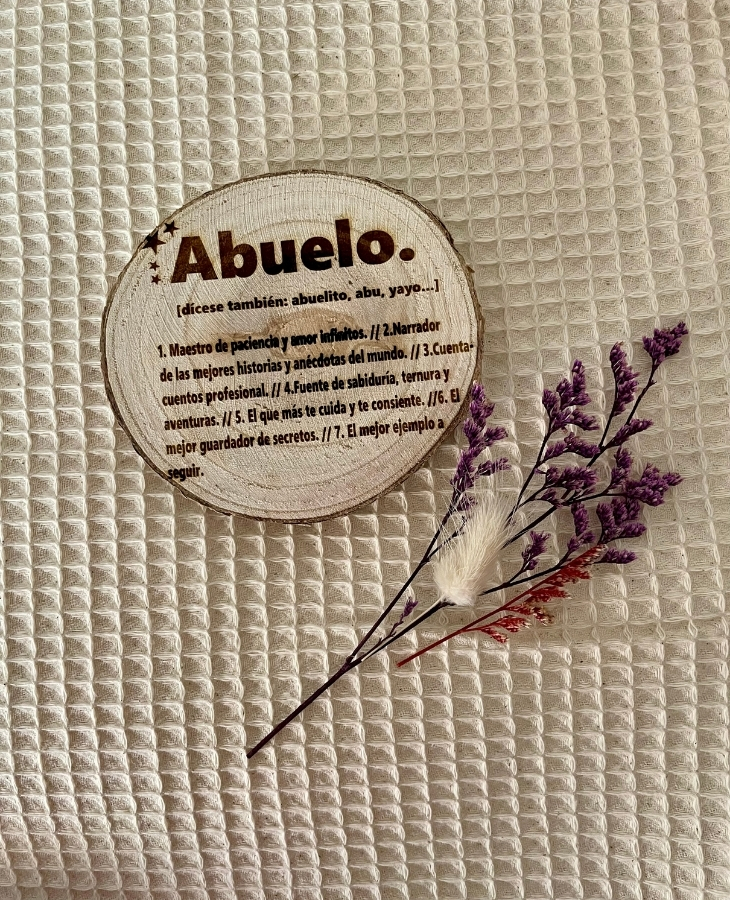 Abuelo.
[dícese también: abuelito, abu, yayo...]
1. Maestro de paciencia y amor infinitos. // 2.Narrador
de las mejores historias y anécdotas del mundo. // 3.Cuenta-
cuentos profesional. // 4.Fuente de sabiduría, ternura y
aventuras. // 5. El que más te cuida y te consiente. //6. El
mejor guardador de secretos. // 7. El mejor ejemplo a
seguir.